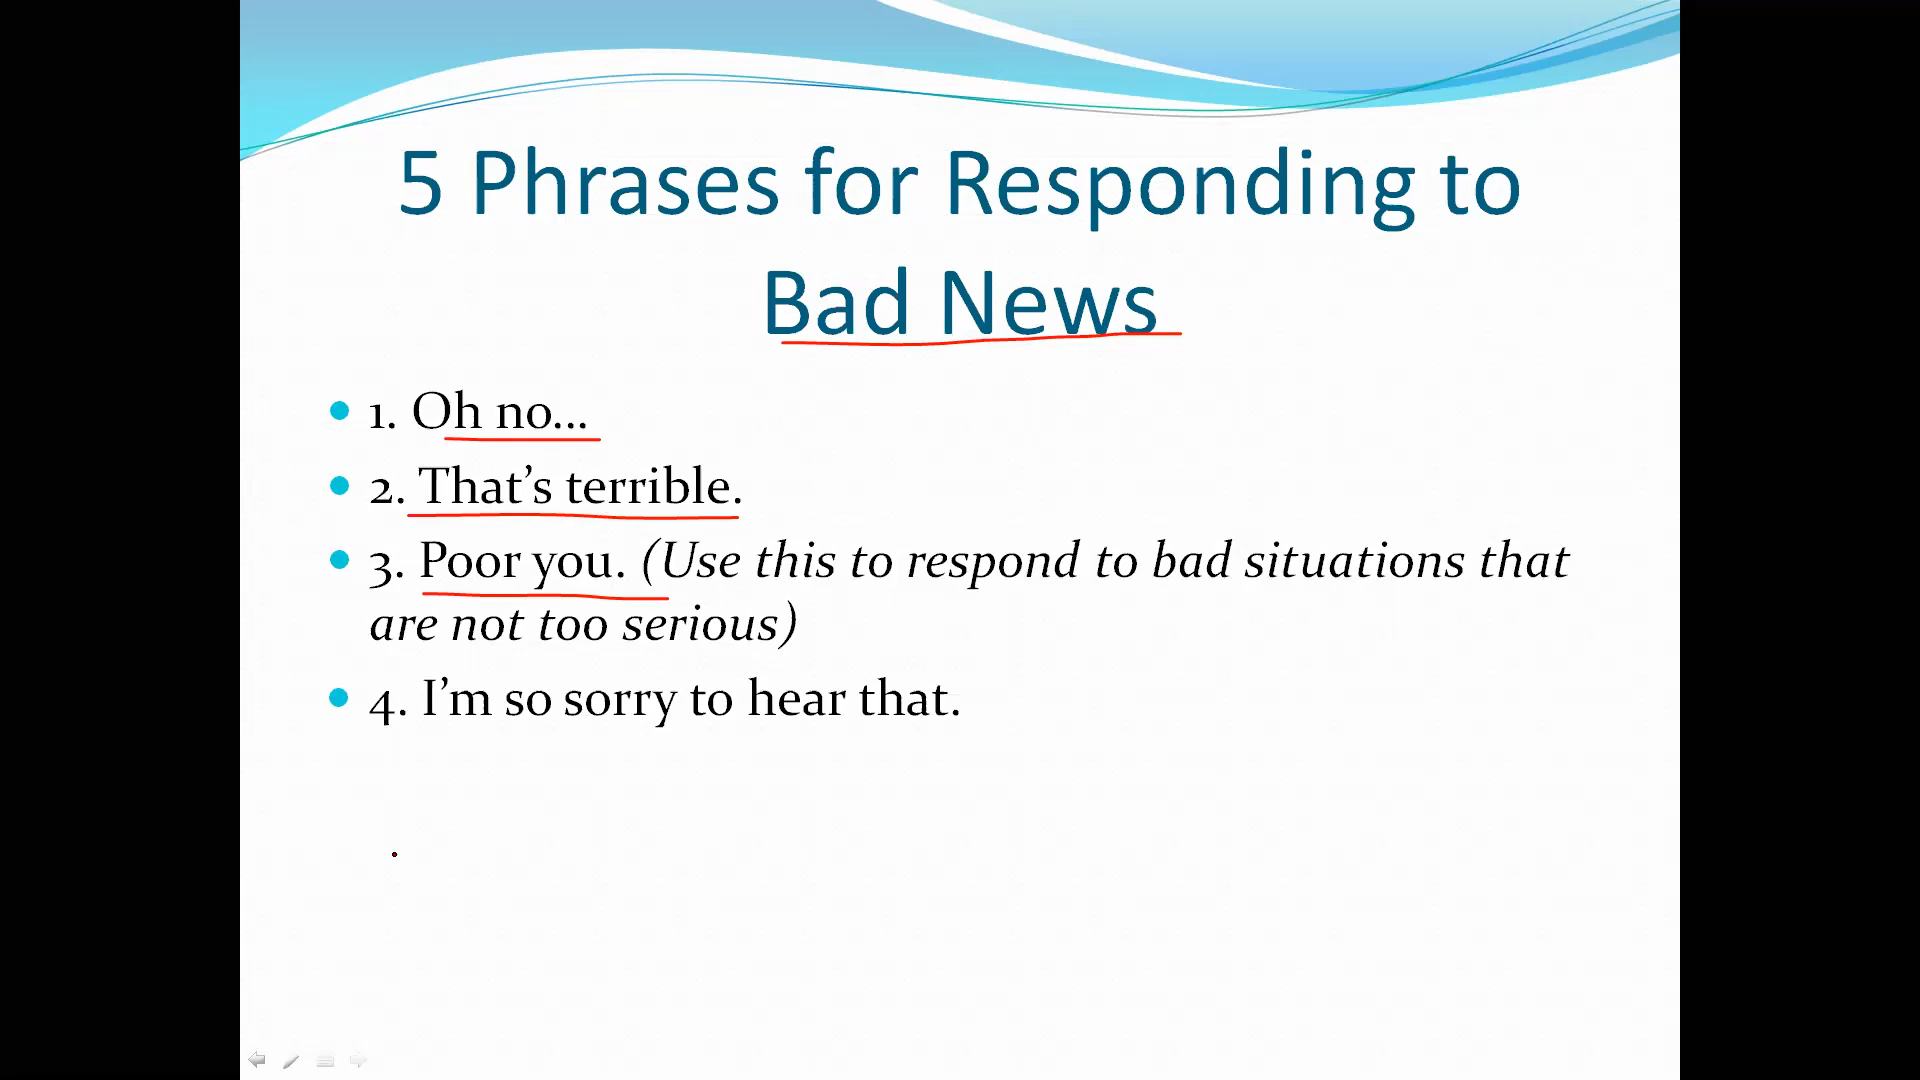 5 Phrases for Responding to
Bad News
1. Oh no...
2. That’s terrible.
3. Poor you. (Use this to respond to bad situations that
are not too serious)
4. I’m so sorry to hear that.